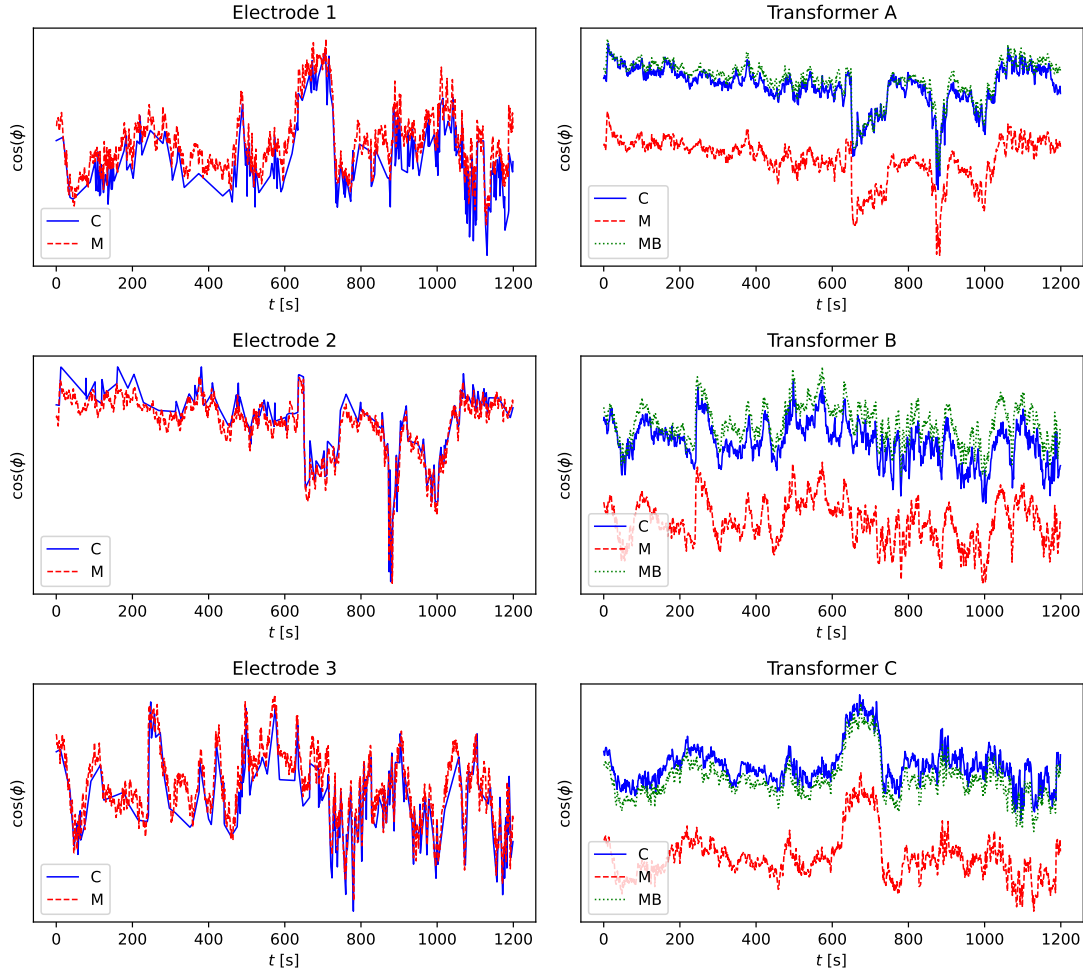 Electrode 1
cos(ϕ)
C
M
0 200 400 600 800 1000 1200
t [s]
Transformer A
cos(ϕ)
C
M
MB
0 200 400 600 800 1000 1200
t [s]
Electrode 2
cos(ϕ)
C
M
0 200 400 600 800 1000 1200
t [s]
Transformer B
cos(ϕ)
C
M
MB
0 200 400 600 800 1000 1200
t [s]
Electrode 3
cos(ϕ)
C
M
0 200 400 600 800 1000 1200
t [s]
Transformer C
cos(ϕ)
C
M
MB
0 200 400 600 800 1000 1200
t [s]